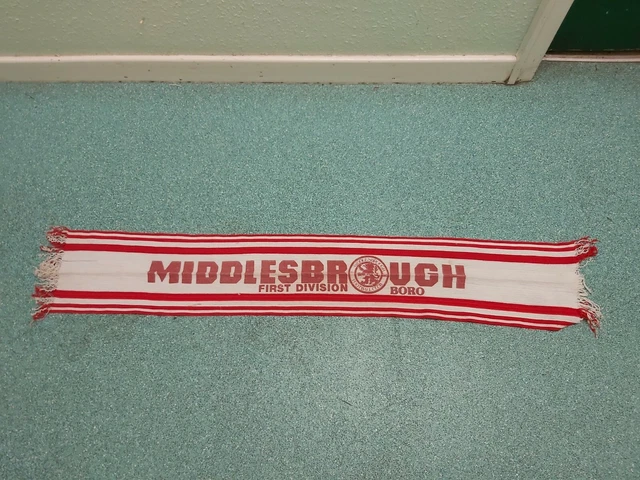 MIDDLESBROUGH
FIRST DIVISION BORO